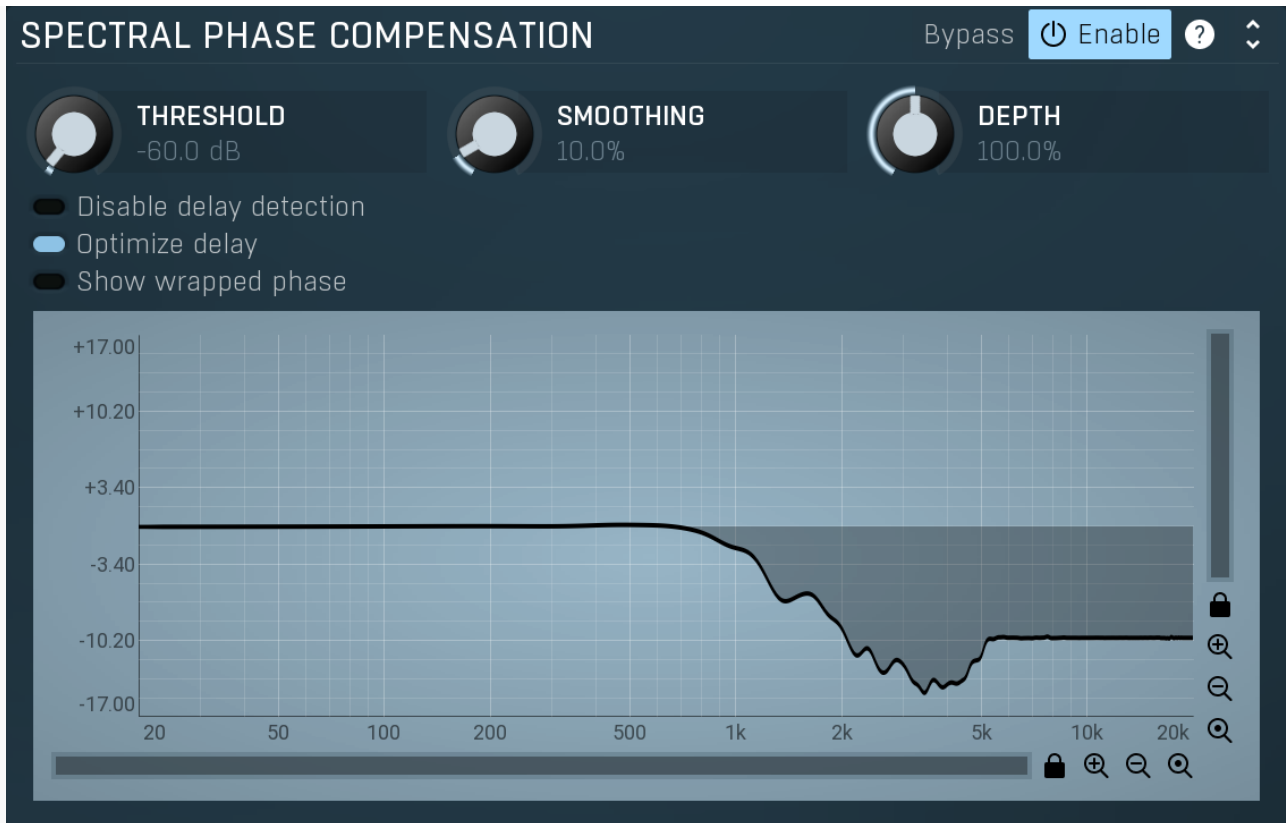 SPECTRAL PHASE COMPENSATION Bypass Enable ?
THRESHOLD SMOOTHING DEPTH
-60.0 dB 10.0% 100.0%
Disable delay detection
Optimize delay
Show wrapped phase
+17.00
+10.20
+3.40
-3.40
-10.20
-17.00
20 50 100 200 500 1k 2k 5k 10k 20k